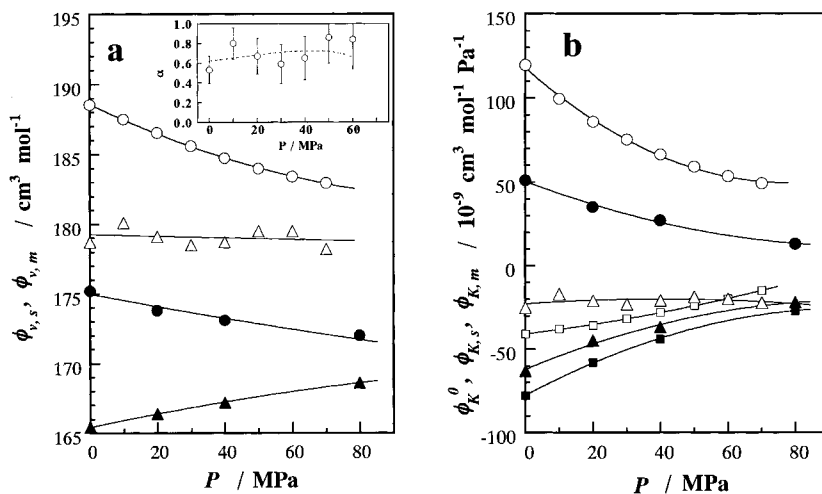 a
195
190
185
180
175
170
165
ϕv,s, ϕv,m / cm³ mol⁻¹
0 20 40 60 80
P / MPa
1.0
0.8
0.6
0.4
0.2
0.0
α
0 20 40 60
P / MPa
b
150
100
50
0
-50
-100
ϕK⁰, ϕK,s, ϕK,m / 10⁻⁹ cm³ mol⁻¹ Pa⁻¹
0 20 40 60 80
P / MPa